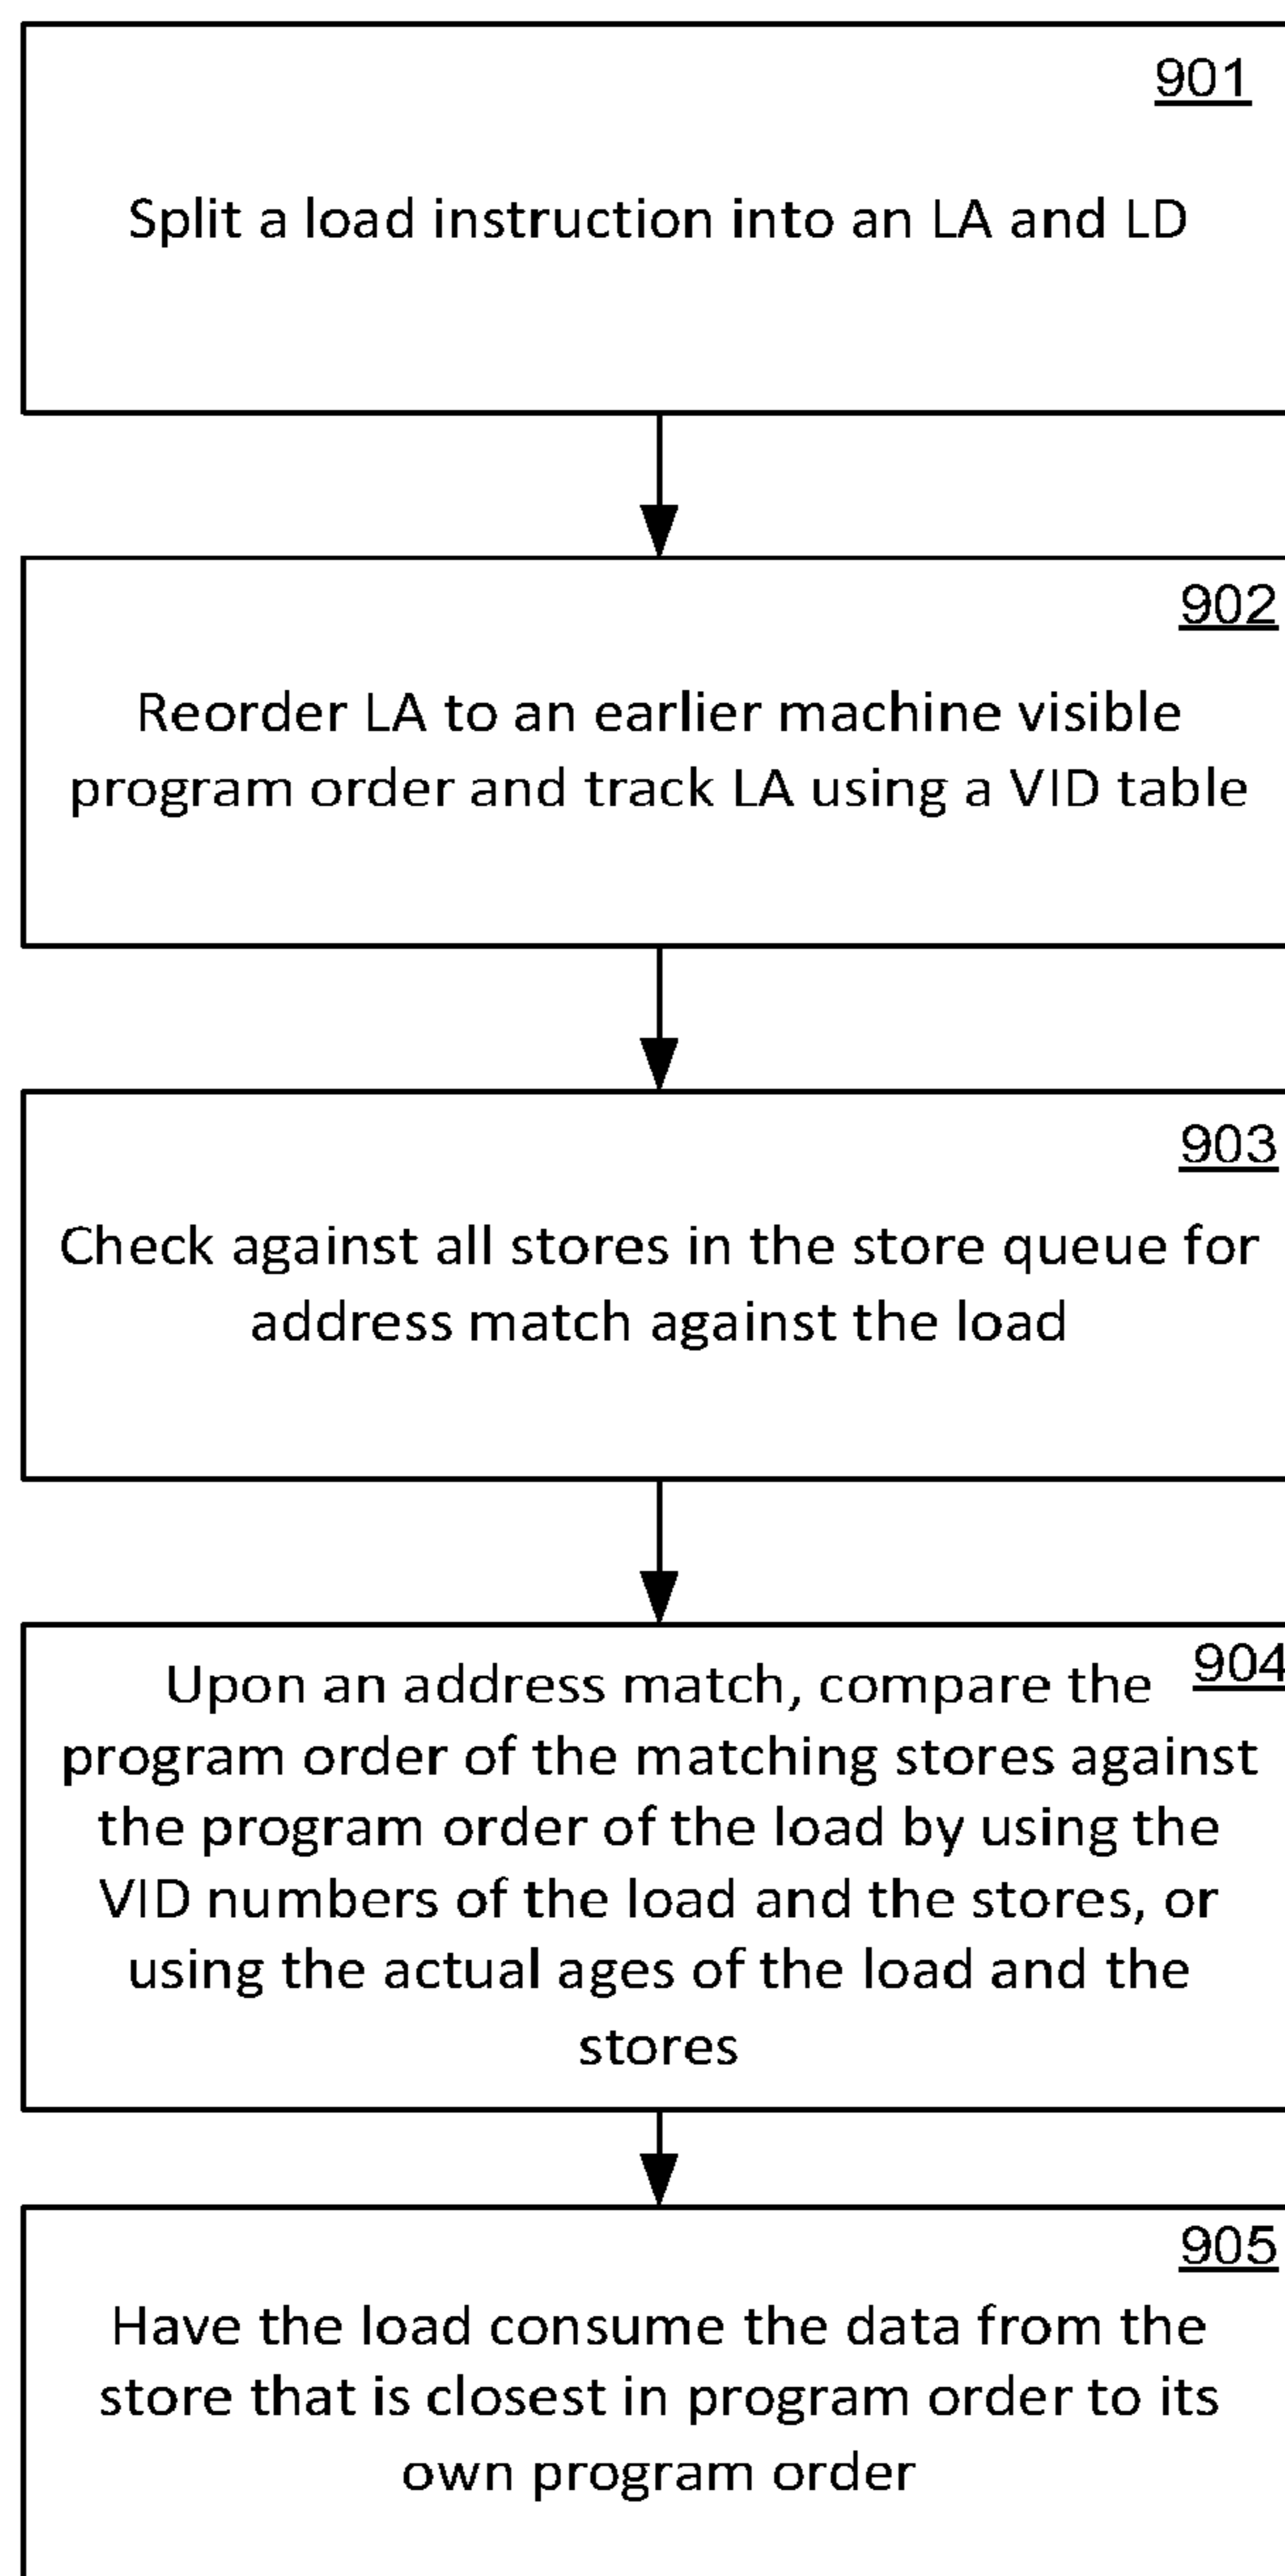 901
Split a load instruction into an LA and LD
902
Reorder LA to an earlier machine visible
program order and track LA using a VID table
903
Check against all stores in the store queue for
address match against the load
904
Upon an address match, compare the
program order of the matching stores against
the program order of the load by using the
VID numbers of the load and the stores, or
using the actual ages of the load and the
stores
905
Have the load consume the data from the
store that is closest in program order to its
own program order